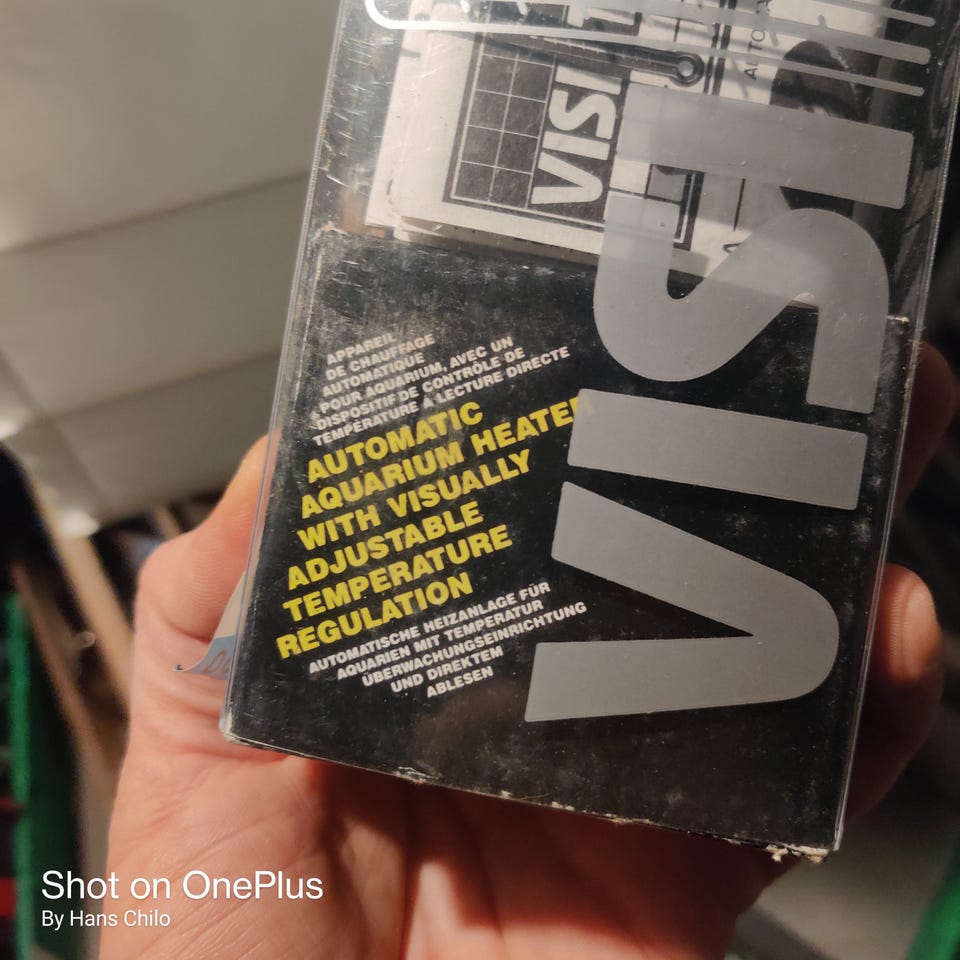 VISI
APPAREIL
DE CHAUFFAGE
AUTOMATIQUE
POUR AQUARIUM, AVEC UN
DISPOSITIF DE CONTRÔLE DE
TEMPÉRATURE À LECTURE DIRECTE
AUTOMATIC
AQUARIUM HEATER
WITH VISUALLY
ADJUSTABLE
TEMPERATURE
REGULATION
AUTOMATISCHE HEIZANLAGE FÜR
AQUARIEN MIT TEMPERATUR
ÜBERWACHUNGSEINRICHTUNG
UND DIREKTEM
ABLESEN
VISI
Shot on OnePlus
By Hans Chilo